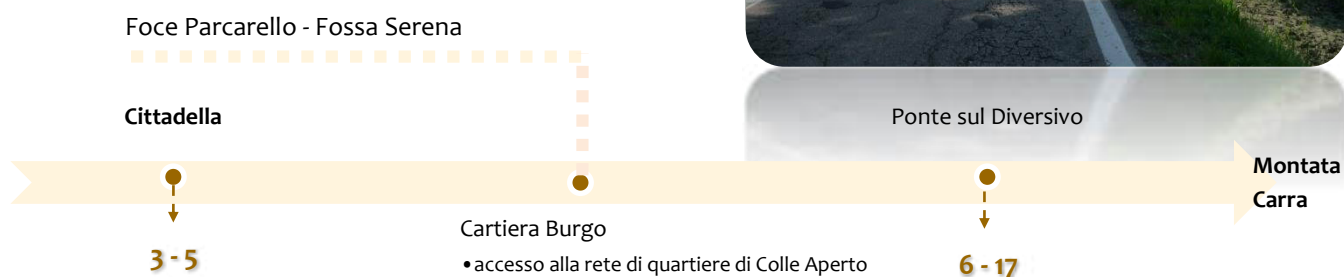 Foce Parcarello - Fossa Serena
Cittadella
Ponte sul Diversivo
Montata
Carra
Cartiera Burgo
•accesso alla rete di quartiere di Colle Aperto
3 - 5
6 - 17